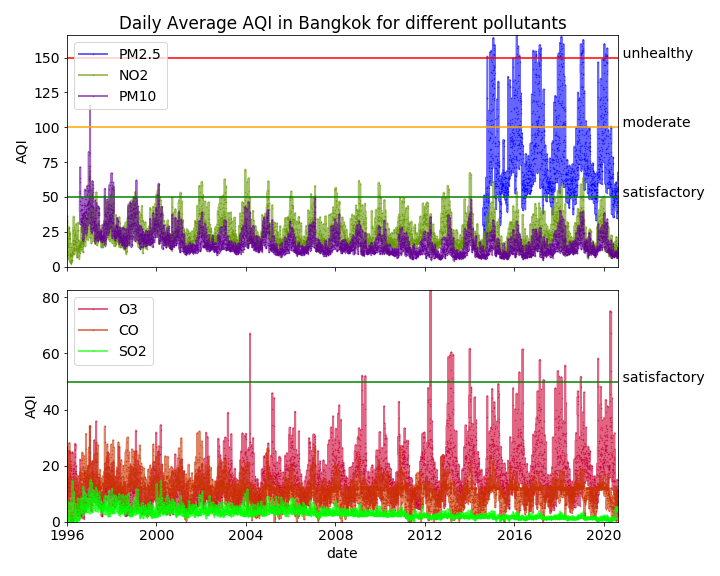 Daily Average AQI in Bangkok for different pollutants
150
125
100
75
50
25
0
AQI
PM2.5
NO2
PM10
unhealthy
moderate
satisfactory
80
60
40
20
0
AQI
O3
CO
SO2
satisfactory
1996
2000
2004
2008
2012
2016
2020
date